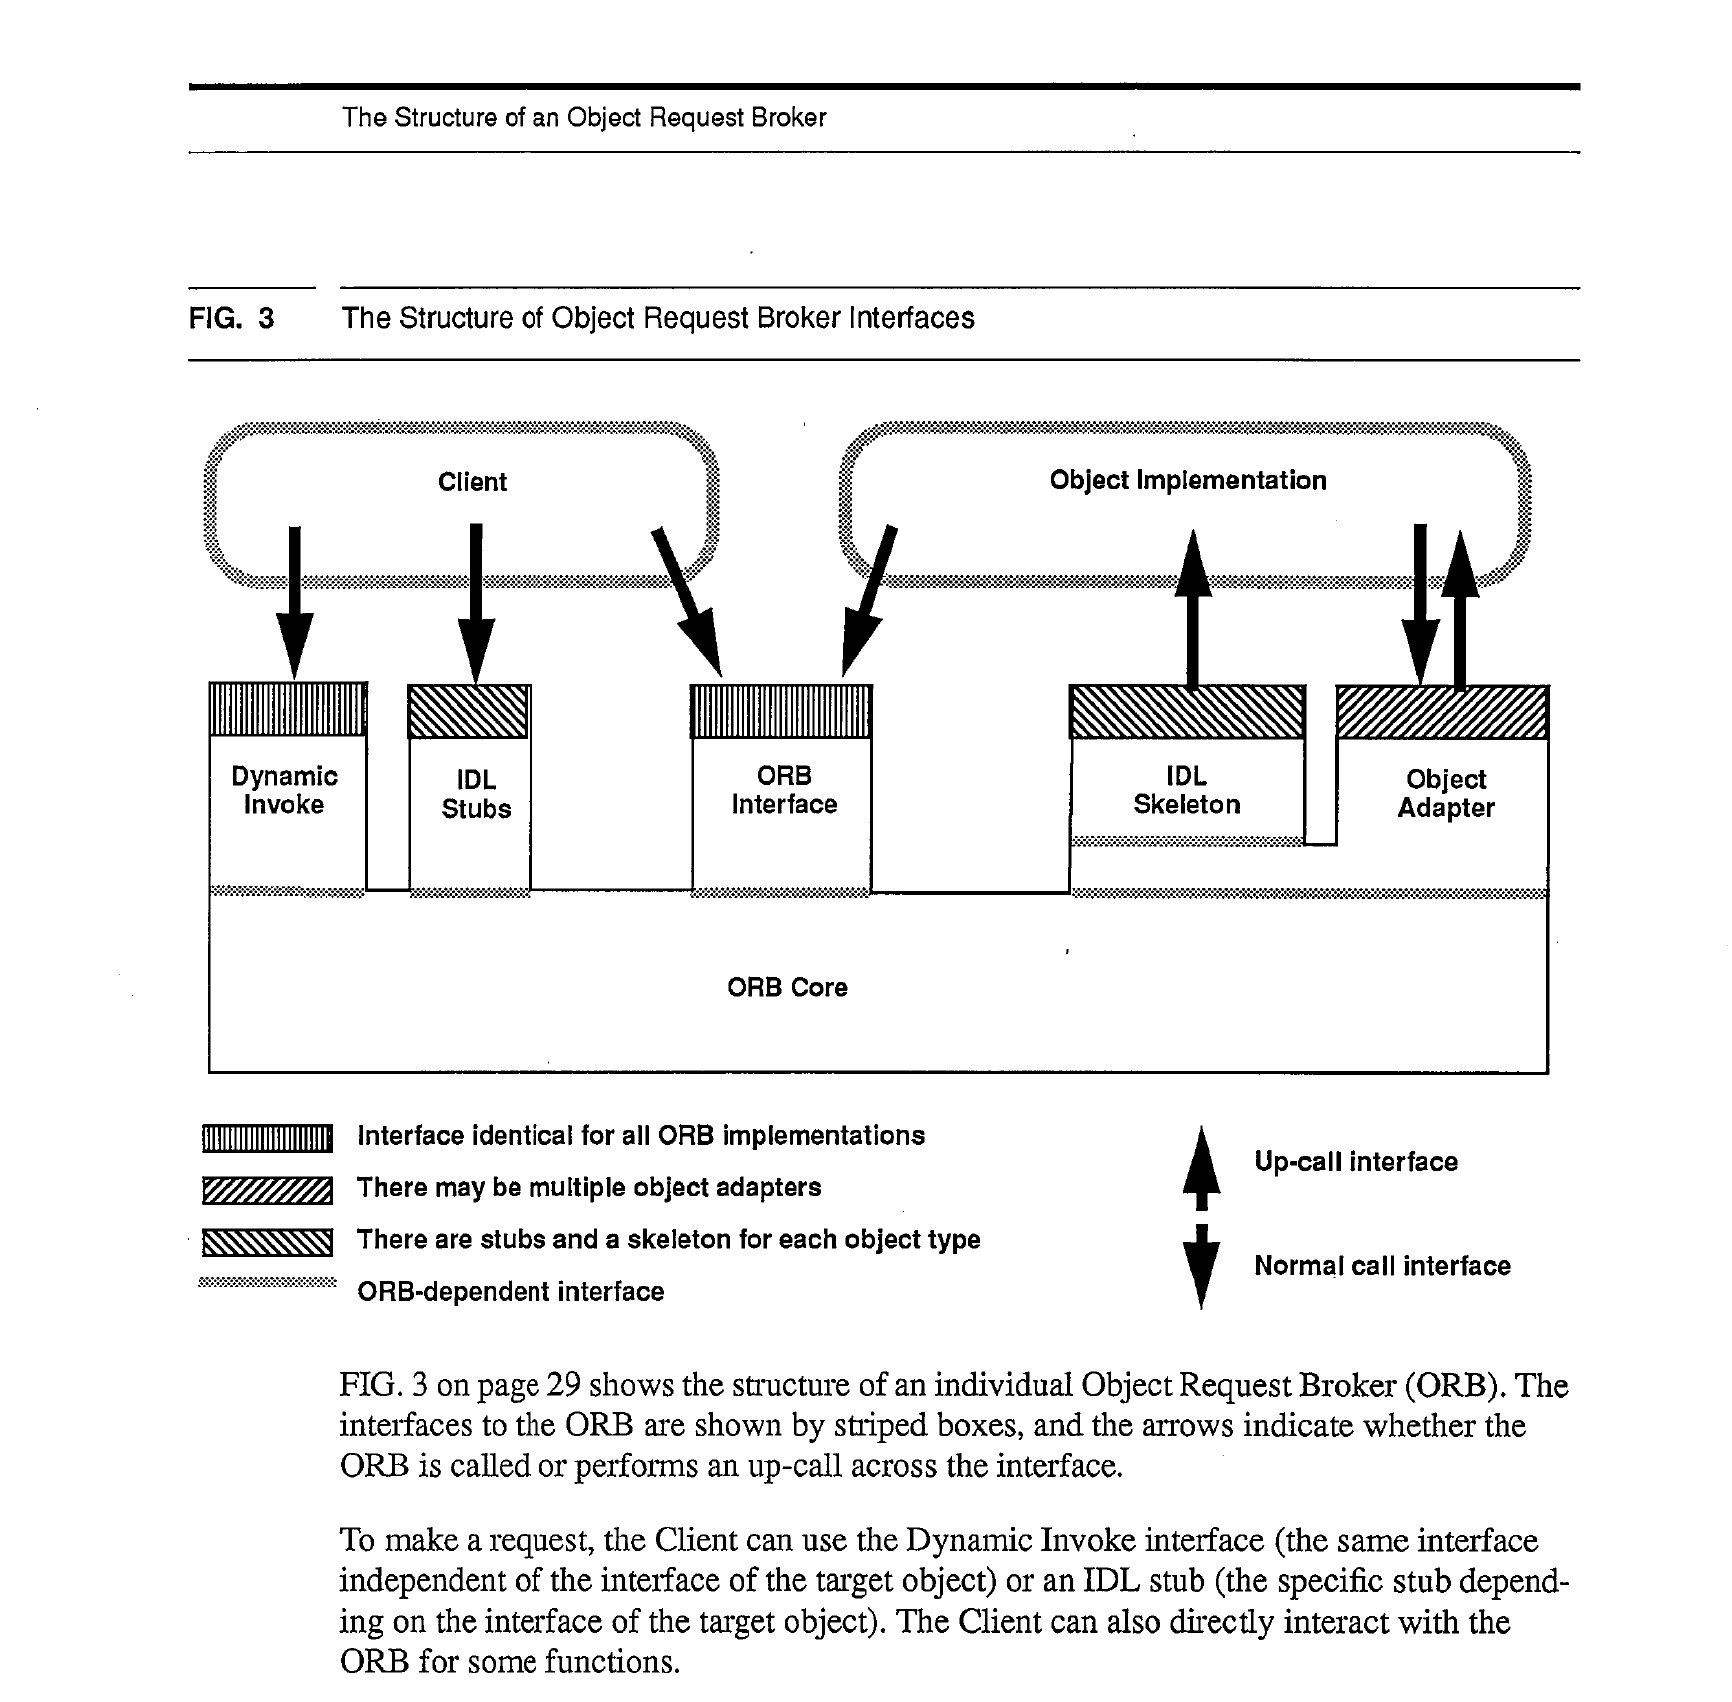 The Structure of an Object Request Broker
FIG. 3 The Structure of Object Request Broker Interfaces
Client
Object Implementation
Dynamic
Invoke
IDL
Stubs
ORB
Interface
IDL
Skeleton
Object
Adapter
ORB Core
Interface identical for all ORB implementations
There may be multiple object adapters
There are stubs and a skeleton for each object type
ORB-dependent interface
Up-call interface
Normal call interface
FIG. 3 on page 29 shows the structure of an individual Object Request Broker (ORB). The
interfaces to the ORB are shown by striped boxes, and the arrows indicate whether the
ORB is called or performs an up-call across the interface.
To make a request, the Client can use the Dynamic Invoke interface (the same interface
independent of the interface of the target object) or an IDL stub (the specific stub depend-
ing on the interface of the target object). The Client can also directly interact with the
ORB for some functions.